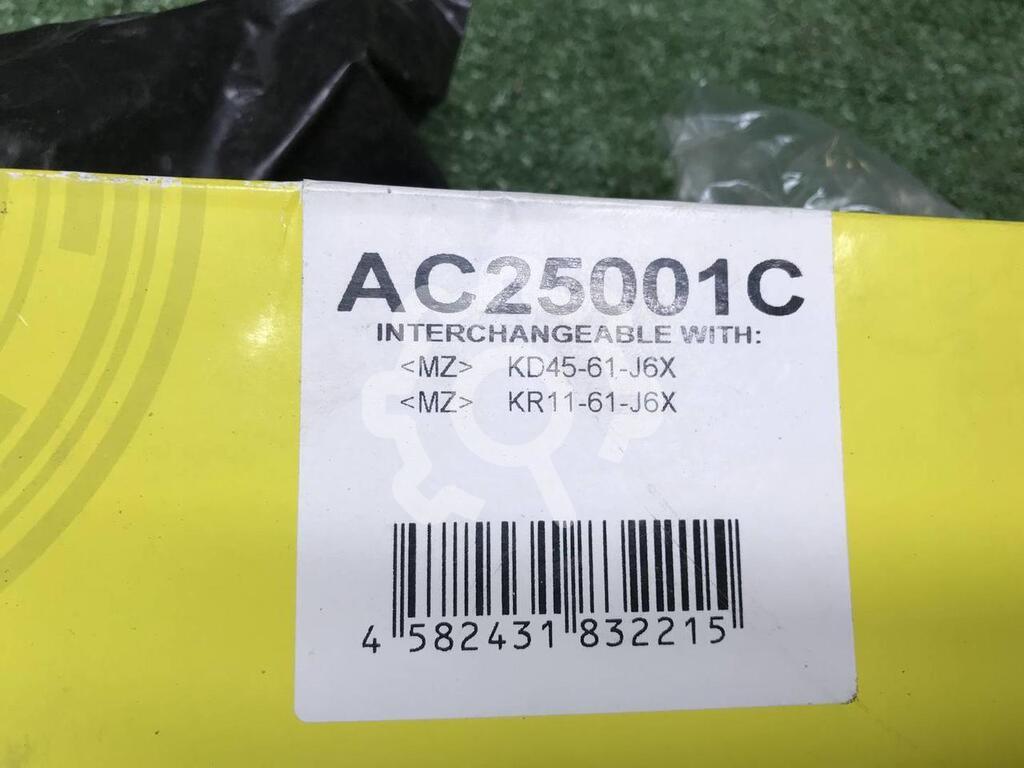 AC25001C
INTERCHANGEABLE WITH:
<MZ> KD45-61-J6X
<MZ> KR11-61-J6X
4 582431 832215